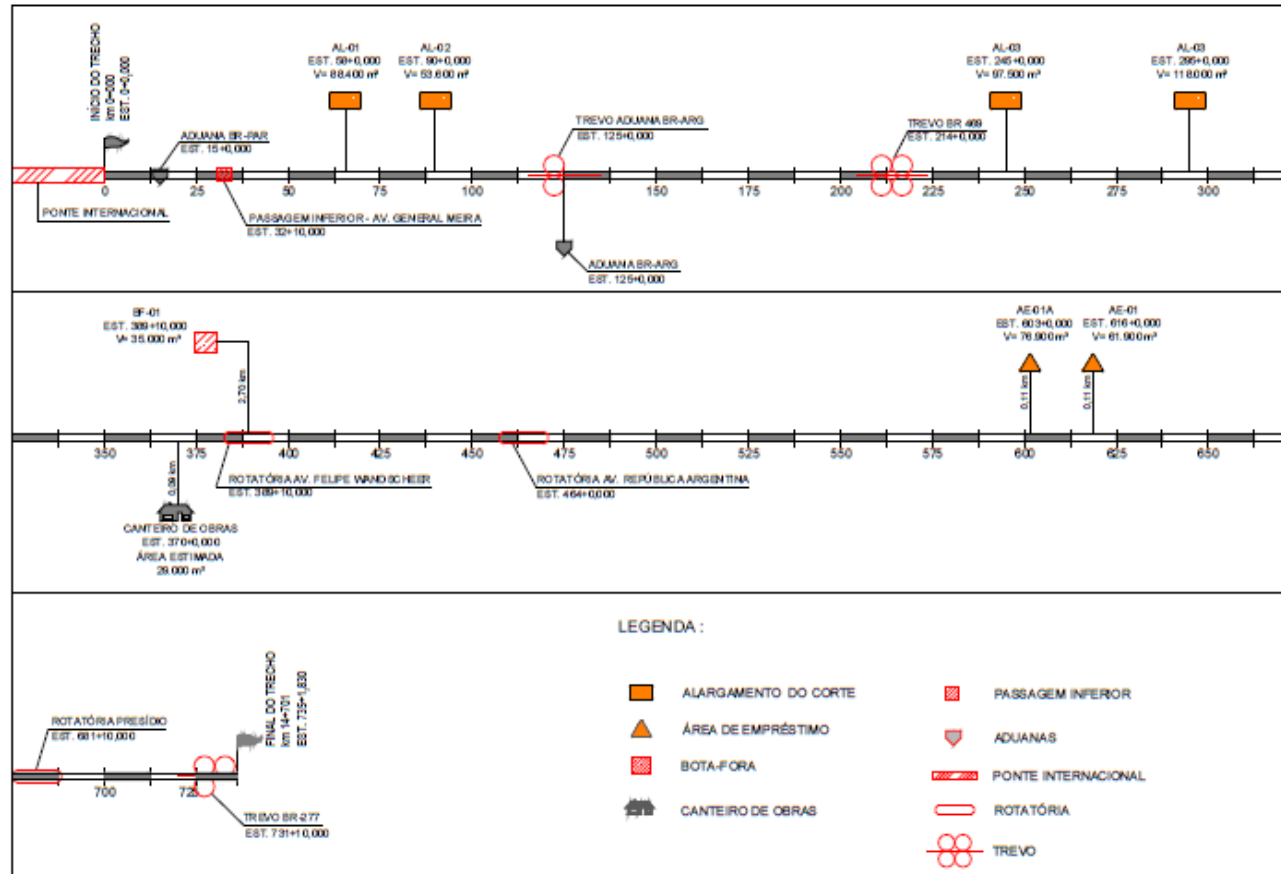 INÍCIO DO TRECHO
km 0+000
EST. 0+0,000
AL-01
EST. 58+0,000
V= 88.400 m³
AL-02
EST. 90+0,000
V= 53.600 m³
AL-03
EST. 245+0,000
V= 97.500 m³
AL-03
EST. 295+0,000
V= 118.000 m³
ADUANA BR-PAR
EST. 15+0,000
TREVO ADUANA BR-ARG
EST. 125+0,000
TREVO BR 469
EST. 214+0,000
0 25 50 75 100 125 150 175 200 225 250 275 300
PONTE INTERNACIONAL
PASSAGEM INFERIOR - AV. GENERAL MEIRA
EST. 32+10,000
ADUANA BR-ARG
EST. 125+0,000
BF-01
EST. 389+10,000
V= 35.000 m³
2,70 km
AE-01A
EST. 603+0,000
V= 76.900 m³
AE-01
EST. 616+0,000
V= 61.900 m³
0,11 km
0,11 km
350 375 400 425 450 475 500 525 550 575 600 625 650
0,09 km
ROTATÓRIA AV. FELIPE WANDSCHEER
EST. 389+10,000
ROTATÓRIA AV. REPÚBLICA ARGENTINA
EST. 464+0,000
CANTEIRO DE OBRAS
EST. 370+0,000
ÁREA ESTIMADA
ROTATÓRIA PRESÍDIO
EST. 681+10,000
FINAL DO TRECHO
km 14+701
EST. 735+1,830
700
TREVO BR-277
EST. 731+10,000
LEGENDA :
ALARGAMENTO DO CORTE
ÁREA DE EMPRÉSTIMO
BOTA-FORA
CANTEIRO DE OBRAS
PASSAGEM INFERIOR
ADUANAS
PONTE INTERNACIONAL
ROTATÓRIA
TREVO